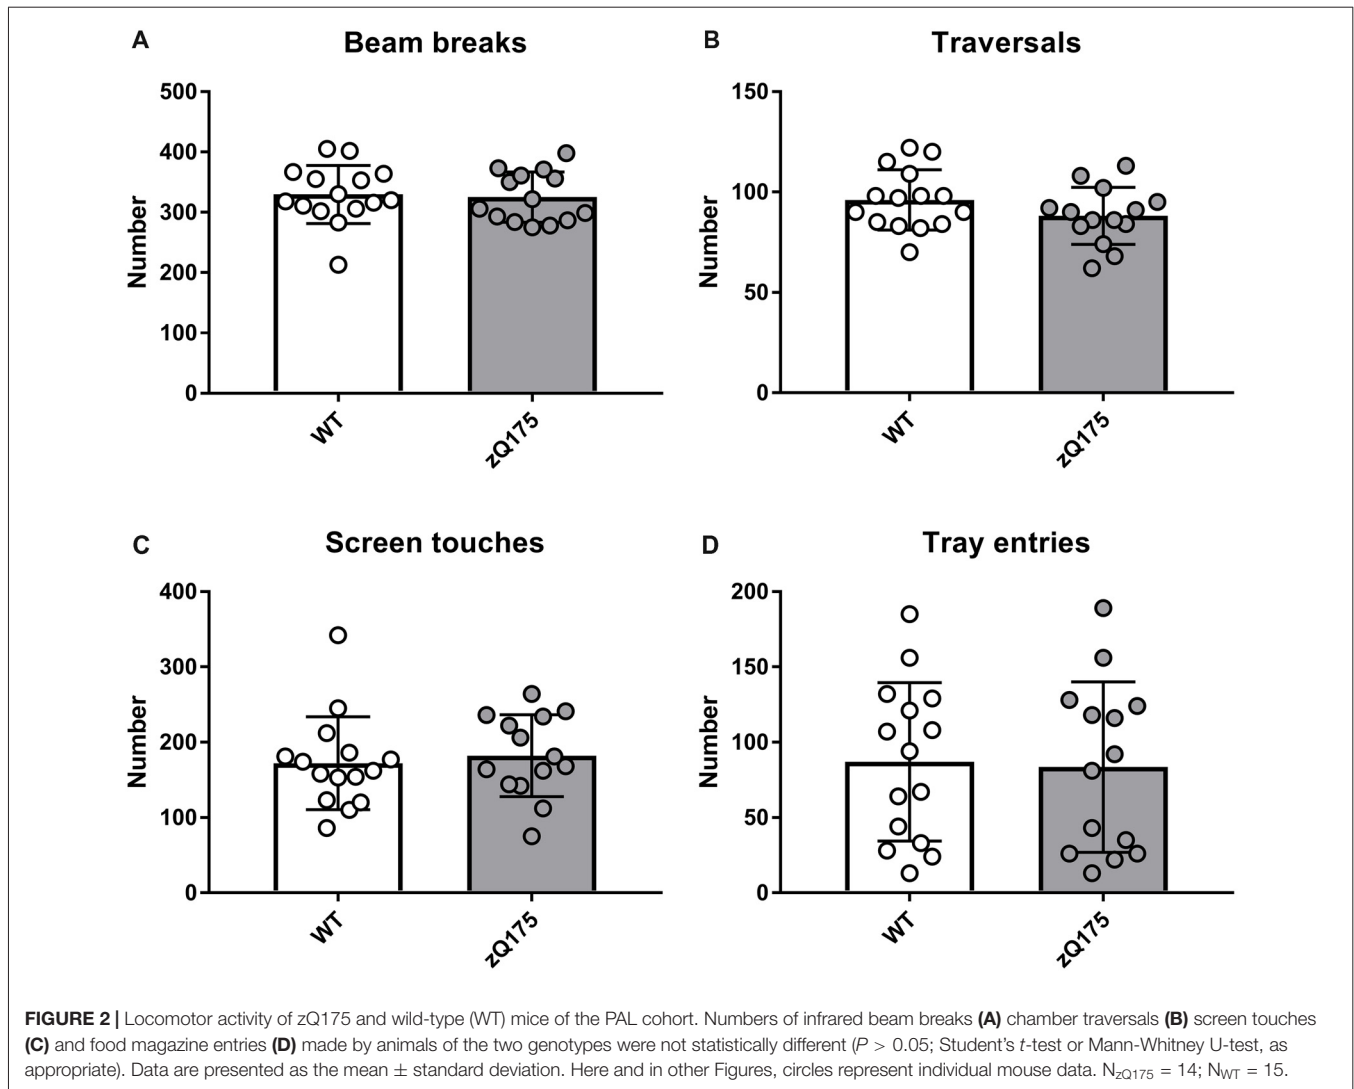 A
Beam breaks
Number
500
400
300
200
100
0
WT
zQ175
B
Traversals
Number
150
100
50
0
WT
zQ175
C
Screen touches
Number
400
300
200
100
0
WT
zQ175
D
Tray entries
Number
200
150
100
50
0
WT
zQ175
FIGURE 2 | Locomotor activity of zQ175 and wild-type (WT) mice of the PAL cohort. Numbers of infrared beam breaks (A) chamber traversals (B) screen touches
(C) and food magazine entries (D) made by animals of the two genotypes were not statistically different (P > 0.05; Student's t-test or Mann-Whitney U-test, as
appropriate). Data are presented as the mean ± standard deviation. Here and in other Figures, circles represent individual mouse data. NzQ175 = 14; NWT = 15.